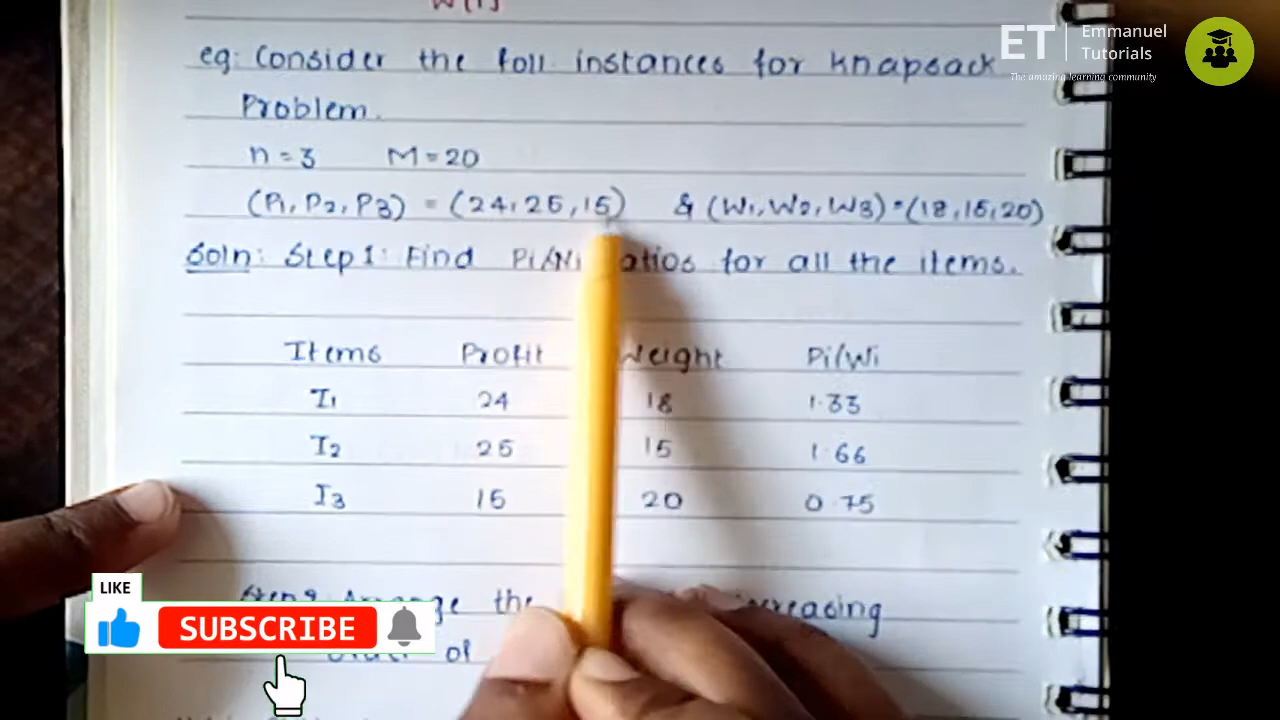 ET Emmanuel Tutorials
The amazing learning community
eg: Consider the foll instances for knapsack
Problem.
n = 3 M = 20
(P1, P2, P3) = (24, 25, 15) & (W1, W2, W3) = (18, 15, 20)
Soln: Step 1: Find Pi/Wi for all the items.
Items Profit Weight Pi/Wi
I1 24 18 1.33
I2 25 15 1.66
I3 15 20 0.75
the
of
LIKE
SUBSCRIBE